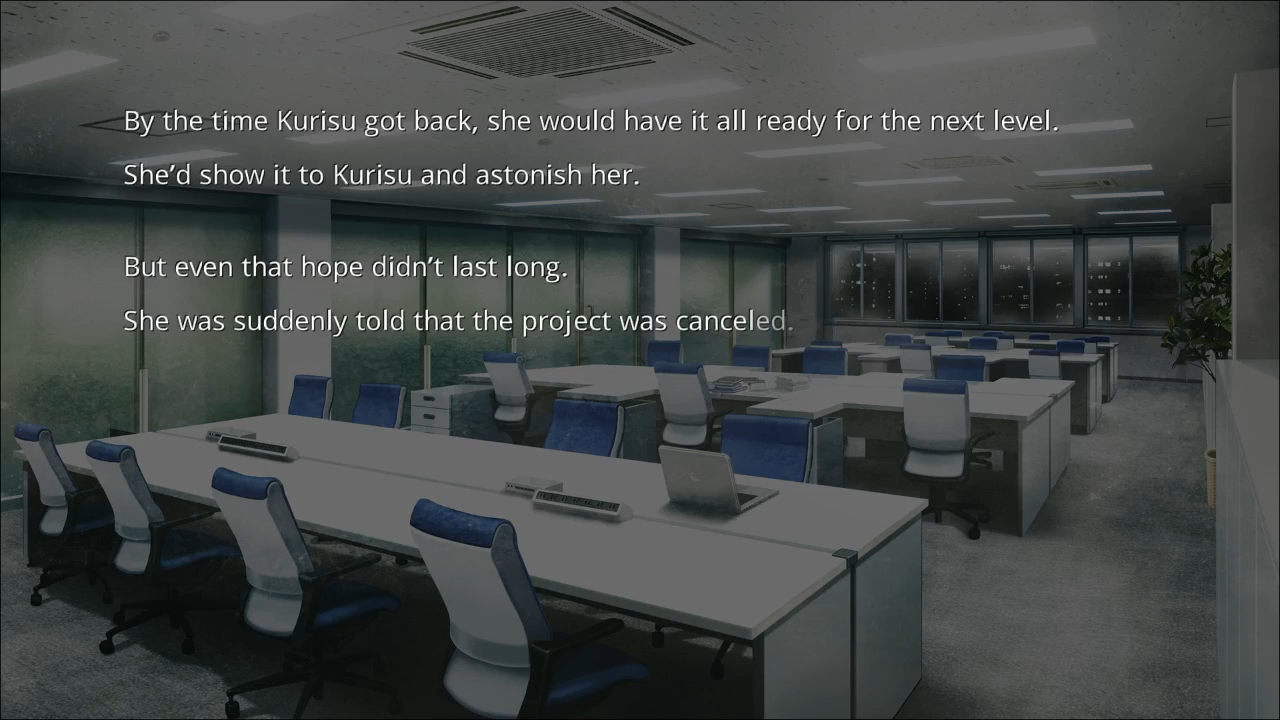 By the time Kurisu got back, she would have it all ready for the next level.
She’d show it to Kurisu and astonish her.
But even that hope didn’t last long.
She was suddenly told that the project was canceled.